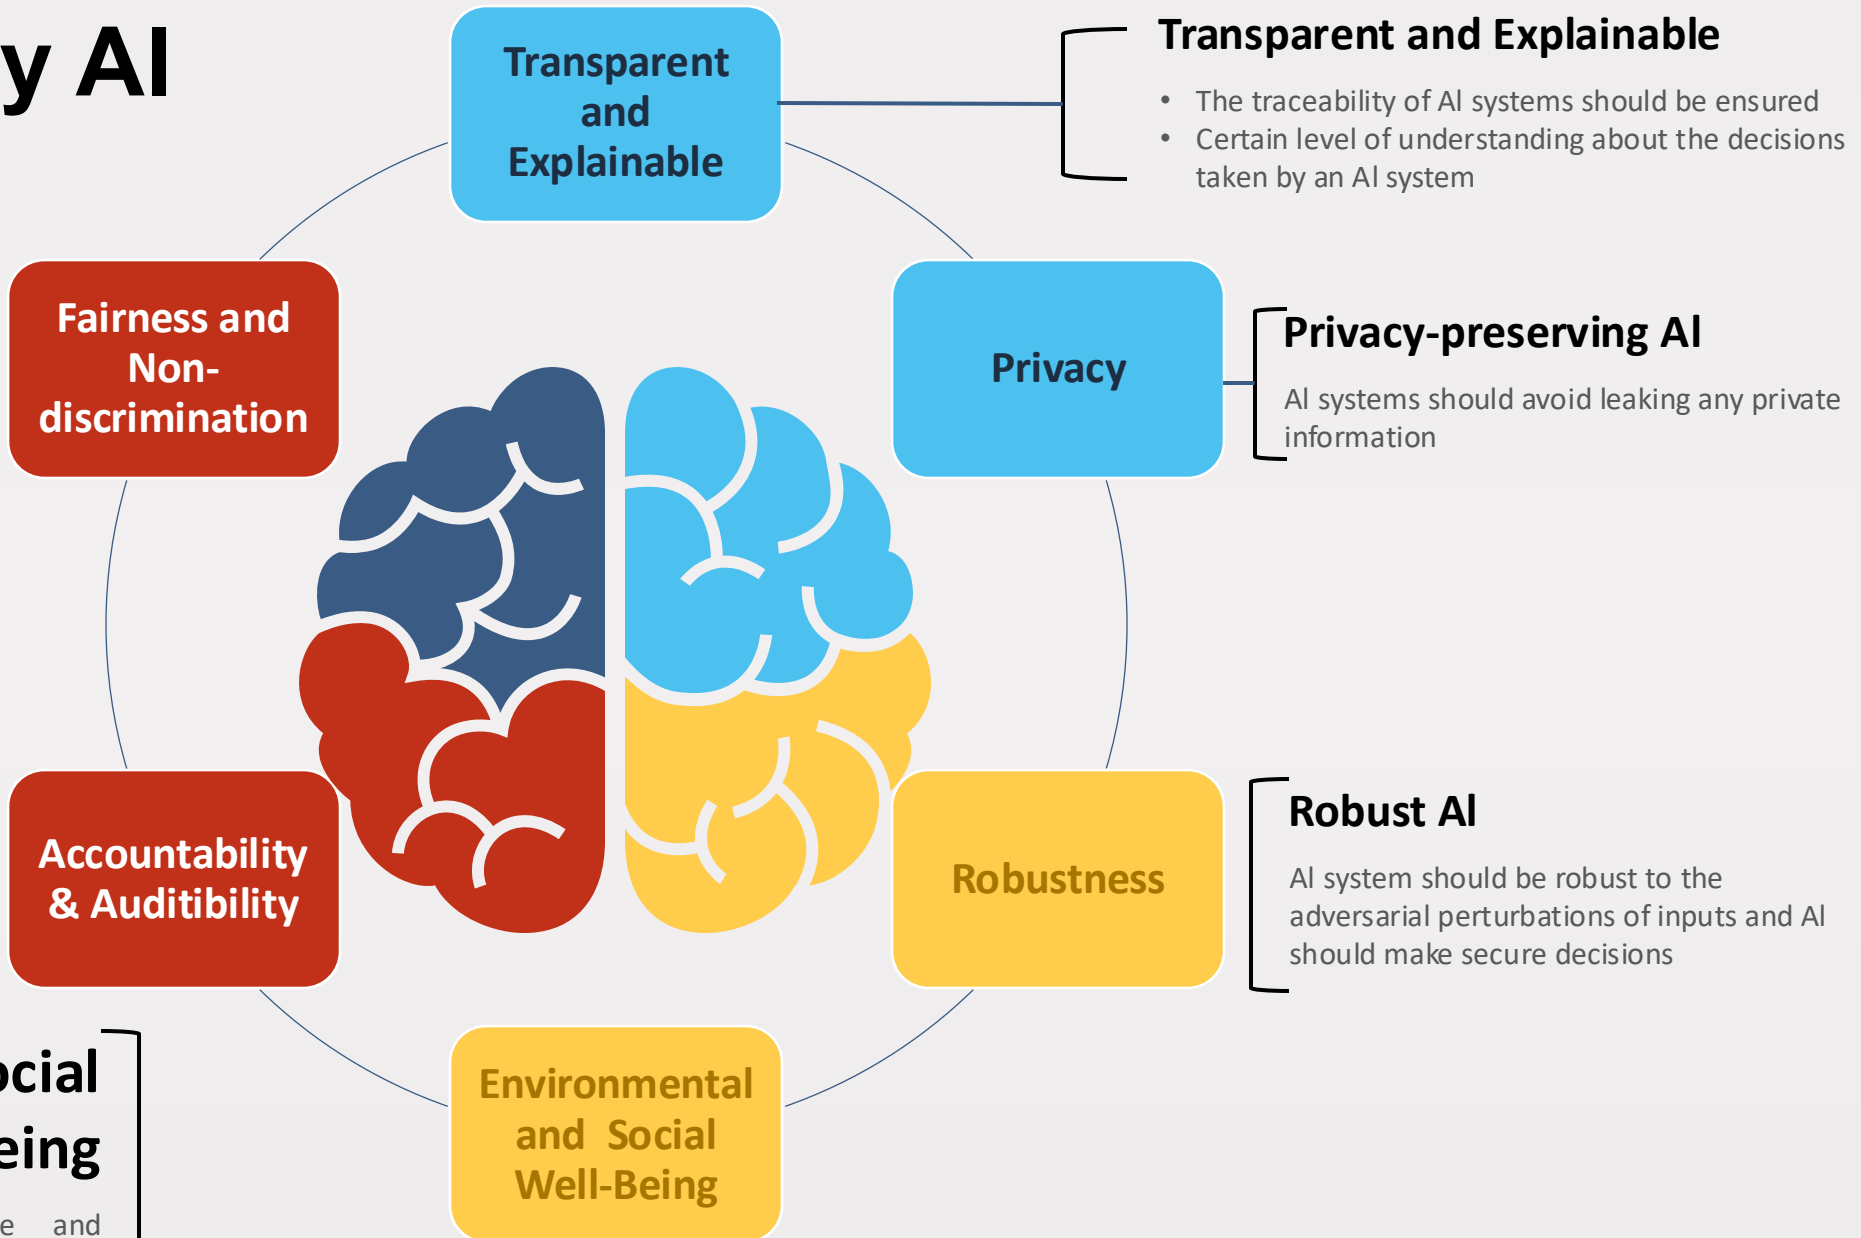 y AI
Transparent
and
Explainable
Transparent and Explainable
• The traceability of AI systems should be ensured
• Certain level of understanding about the decisions
taken by an AI system
Fairness and
Non-
discrimination
Privacy
Privacy-preserving AI
AI systems should avoid leaking any private
information
Accountability
& Auditibility
Robustness
Robust AI
AI system should be robust to the
adversarial perturbations of inputs and AI
should make secure decisions
ocial
eing
e and
Environmental
and Social
Well-Being